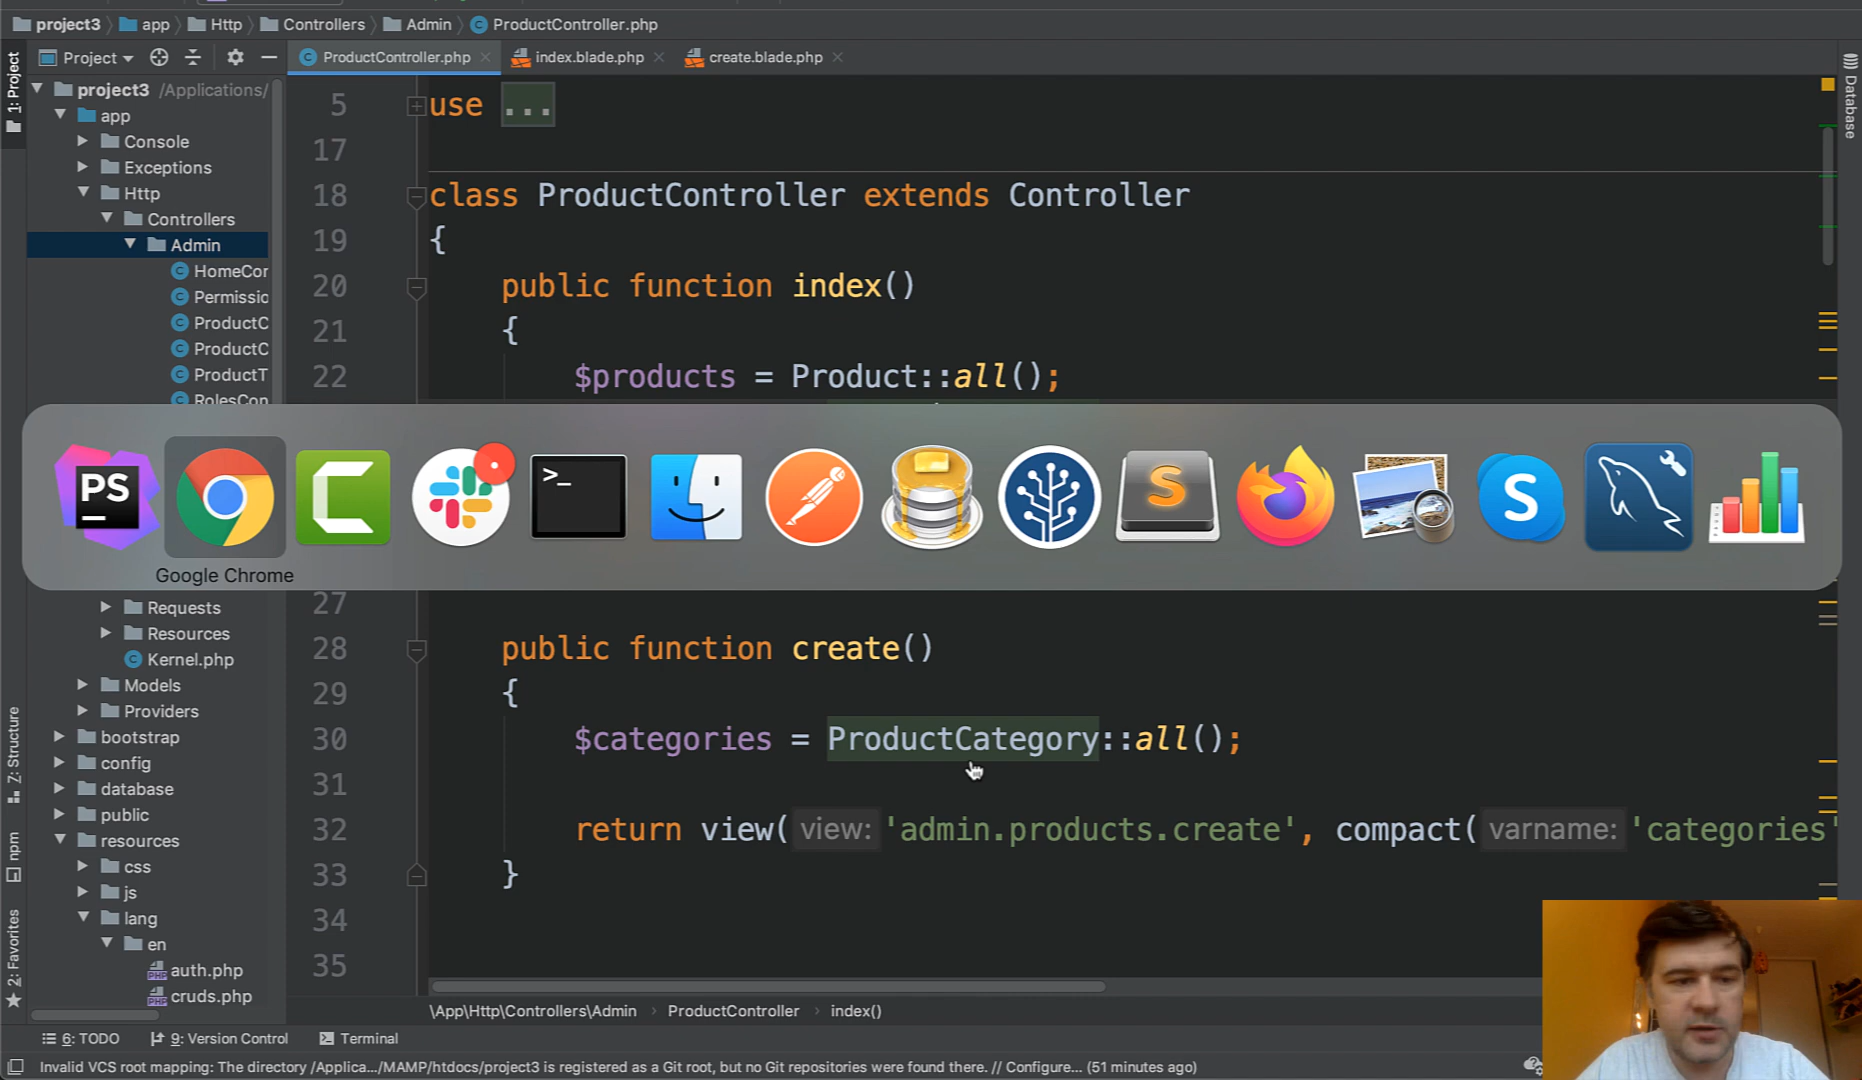 project3 app Http Controllers Admin ProductController.php
Project ProductController.php index.blade.php create.blade.php
1: Project
Database
project3 /Applications/
app
Console
Exceptions
Http
Controllers
Admin
HomeCor
Permissic
ProductC
ProductC
ProductT
RolesCon
5 use ...
17
18 class ProductController extends Controller
19 {
20 public function index()
21 {
22 $products = Product::all();
PS
>_
S
S
Google Chrome
Requests
Resources
Kernel.php
Models
Providers
bootstrap
config
database
public
resources
css
js
lang
en
auth.php
PHP
cruds.php
PHP
27
28 public function create()
29 {
30 $categories = ProductCategory::all();
31
32 return view( view: 'admin.products.create', compact( varname: 'categories'
33 }
34
35
7: Structure
npm
2: Favorites
\App\Http\Controllers\Admin › ProductController › index()
6: TODO 9: Version Control Terminal
Invalid VCS root mapping: The directory /Applica.../MAMP/htdocs/project3 is registered as a Git root, but no Git repositories were found there. // Configure... (51 minutes ago)